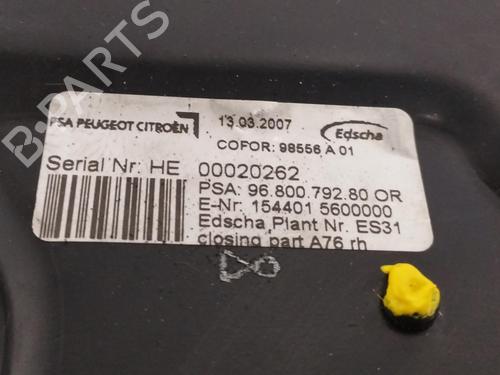 PSA PEUGEOT CITROËN
13.03.2007
Edscha
COFOR: 98556 A 01
Serial Nr: HE 00020262
PSA: 96.800.792.80 OR
E-Nr: 154401 5600000
Edscha Plant Nr. ES31
closing part A76 rh
B-PARTS